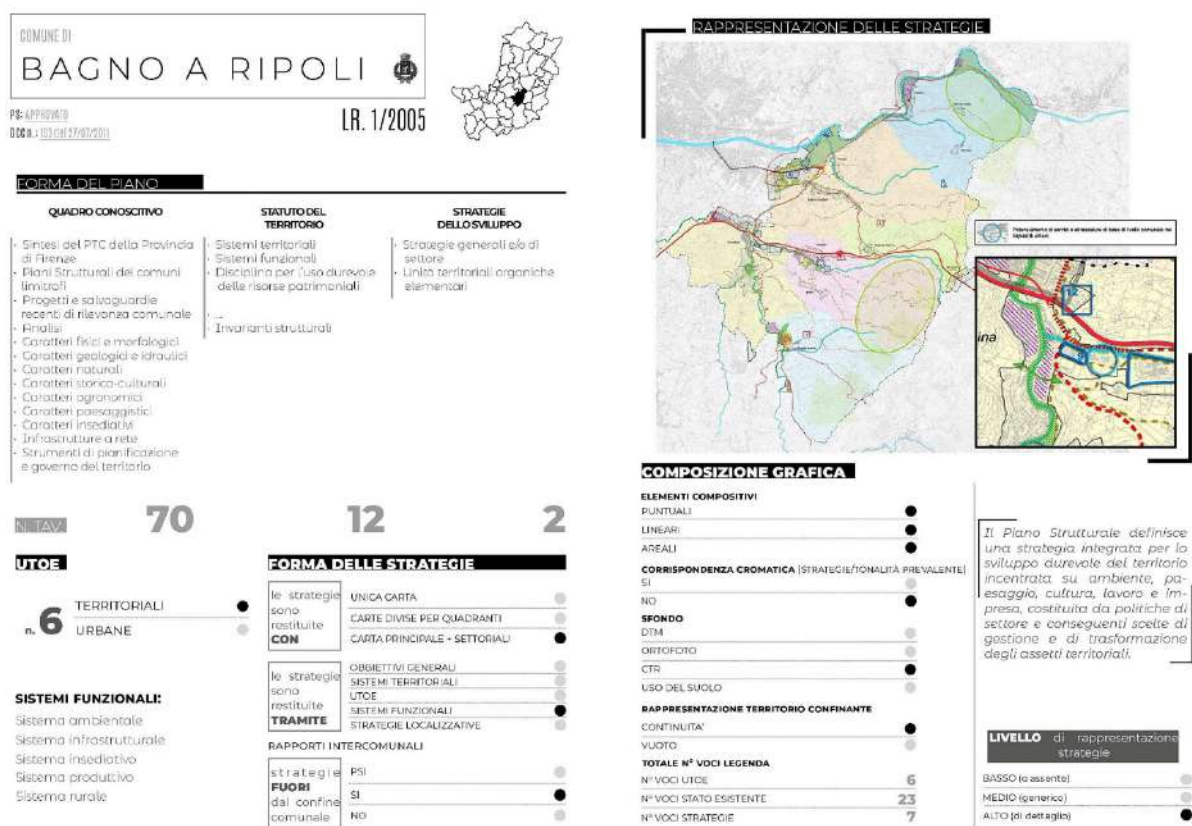 COMUNE DI
BAGNO A RIPOLI
PS: APPROVATO
DCC n.: 103 del 27/07/2011
LR. 1/2005
FORMA DEL PIANO
QUADRO CONOSCITIVO
- Sintesi del PTC della Provincia
di Firenze
- Piani Strutturali dei comuni
limitrofi
- Progetti e salvaguardie
recenti di rilevanza comunale
- Analisi
- Caratteri fisici e morfologici
- Caratteri geologici e idraulici
- Caratteri naturali
- Caratteri storico-culturali
- Caratteri agronomici
- Caratteri paesaggistici
- Caratteri insediativi
- Infrastrutture a rete
- Strumenti di pianificazione
e governo del territorio
STATUTO DEL
TERRITORIO
- Sistemi territoriali
- Sistemi funzionali
- Disciplina per l'uso durevole
delle risorse patrimoniali
- ...
- Invarianti strutturali
STRATEGIE
DELLO SVILUPPO
- Strategie generali e/o di
settore
- Unità territoriali organiche
elementari
N. TAV. 70 12 2
UTOE
n. 6
TERRITORIALI
URBANE
SISTEMI FUNZIONALI:
Sistema ambientale
Sistema infrastrutturale
Sistema insediativo
Sistema produttivo
Sistema rurale
FORMA DELLE STRATEGIE
le strategie
sono
restituite
CON
UNICA CARTA
CARTE DIVISE PER QUADRANTI
CARTA PRINCIPALE + SETTORIALI
le strategie
sono
restituite
TRAMITE
OBBIETTIVI GENERALI
SISTEMI TERRITORIALI
UTOE
SISTEMI FUNZIONALI
STRATEGIE LOCALIZZATIVE
RAPPORTI INTERCOMUNALI
strategie
FUORI
dal confine
comunale
PSI
SI
NO
RAPPRESENTAZIONE DELLE STRATEGIE
12
ina
COMPOSIZIONE GRAFICA
ELEMENTI COMPOSITIVI
PUNTUALI
LINEARI
AREALI
CORRISPONDENZA CROMATICA (STRATEGIE/TONALITÀ PREVALENTE)
SI
NO
SFONDO
DTM
ORTOFOTO
CTR
USO DEL SUOLO
RAPPRESENTAZIONE TERRITORIO CONFINANTE
CONTINUITA'
VUOTO
TOTALE N° VOCI LEGENDA
N° VOCI UTOE 6
N° VOCI STATO ESISTENTE 23
N° VOCI STRATEGIE 7
Il Piano Strutturale definisce
una strategia integrata per lo
sviluppo durevole del territorio
incentrata su ambiente, pa-
esaggio, cultura, lavoro e im-
presa, costituita da politiche di
settore e conseguenti scelte di
gestione e di trasformazione
degli assetti territoriali.
LIVELLO di rappresentazione
strategie
BASSO (o assente)
MEDIO (generico)
ALTO (di dettaglio)